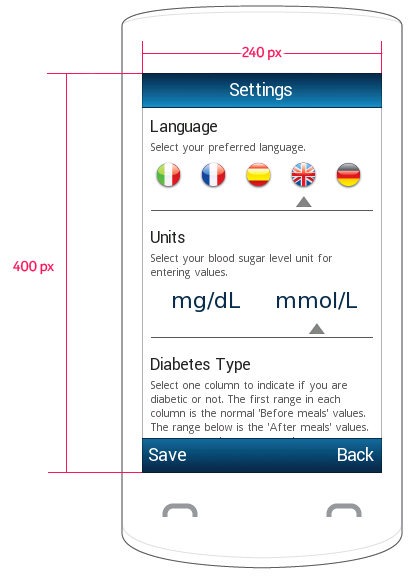 240 px
Settings
Language
Select your preferred language.
400 px
Units
Select your blood sugar level unit for
entering values.
mg/dL mmol/L
Diabetes Type
Select one column to indicate if you are
diabetic or not. The first range in each
column is the normal 'Before meals' values.
The range below is the 'After meals' values.
Save Back